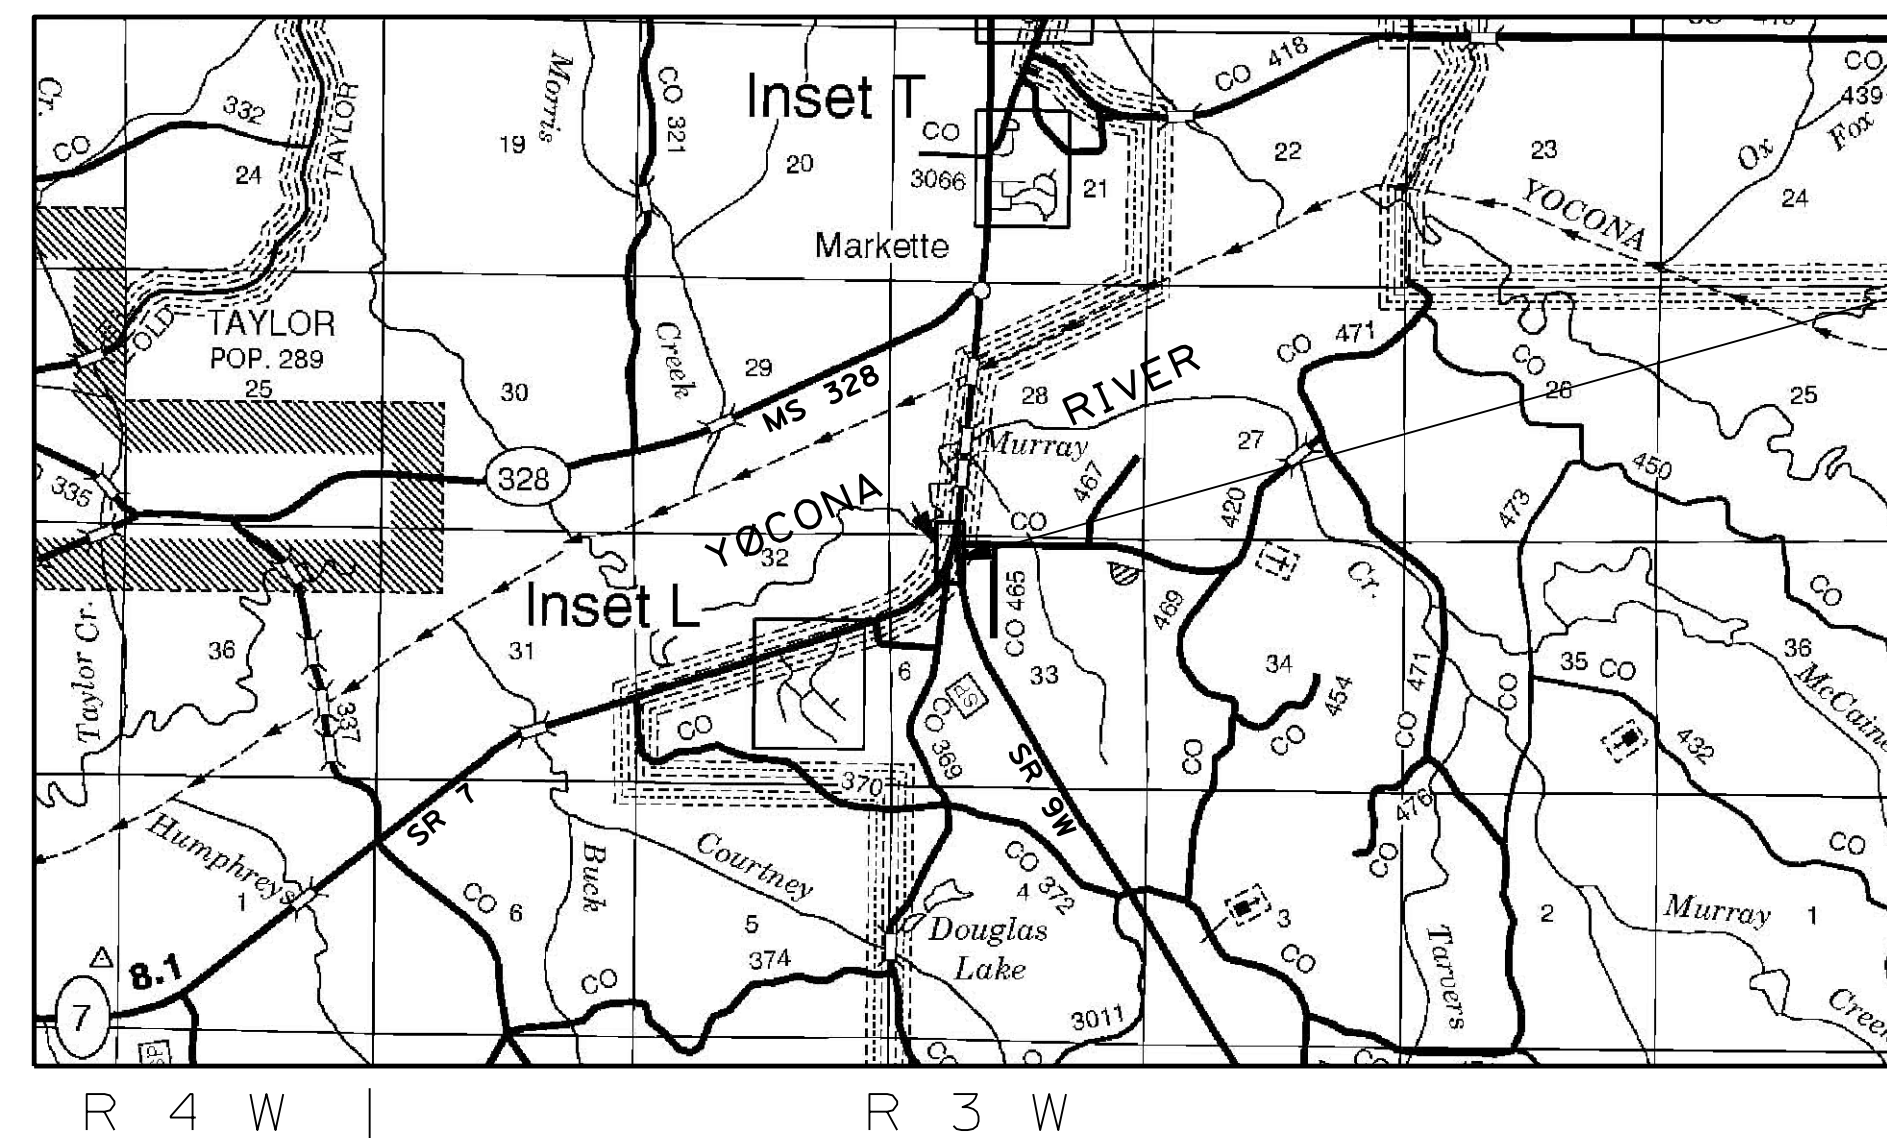 Cr.
CO
332
TAYLOR
24
19
Morris
CO 321
20
Inset T
CO
3066
21
CO 418
22
23
Ox
CO
439
Fox
24
YOCONA
Markette
OLD
TAYLOR
POP. 289
25
30
Creek
29
MS 328
28
RIVER
Murray
CO 471
CO
26
25
27
335
328
YOCONA
32
467
CO
420
473
450
Inset L
CO 465
469
Cr.
CO
Taylor Cr.
36
31
6
33
34
35
CO
36
McCaine
SP
337
CO
CO
369
SR 9W
CO
CO
454
471
CO
CO
432
370
476
SR 7
Humphreys
1
Buck
Courtney
CO 372
4
CO
CO
CO 6
5
374
CO
Douglas
Lake
3
CO
Tarvers
2
Murray
1
Creek
8.1
7
3011
CO
R 4 W
R 3 W